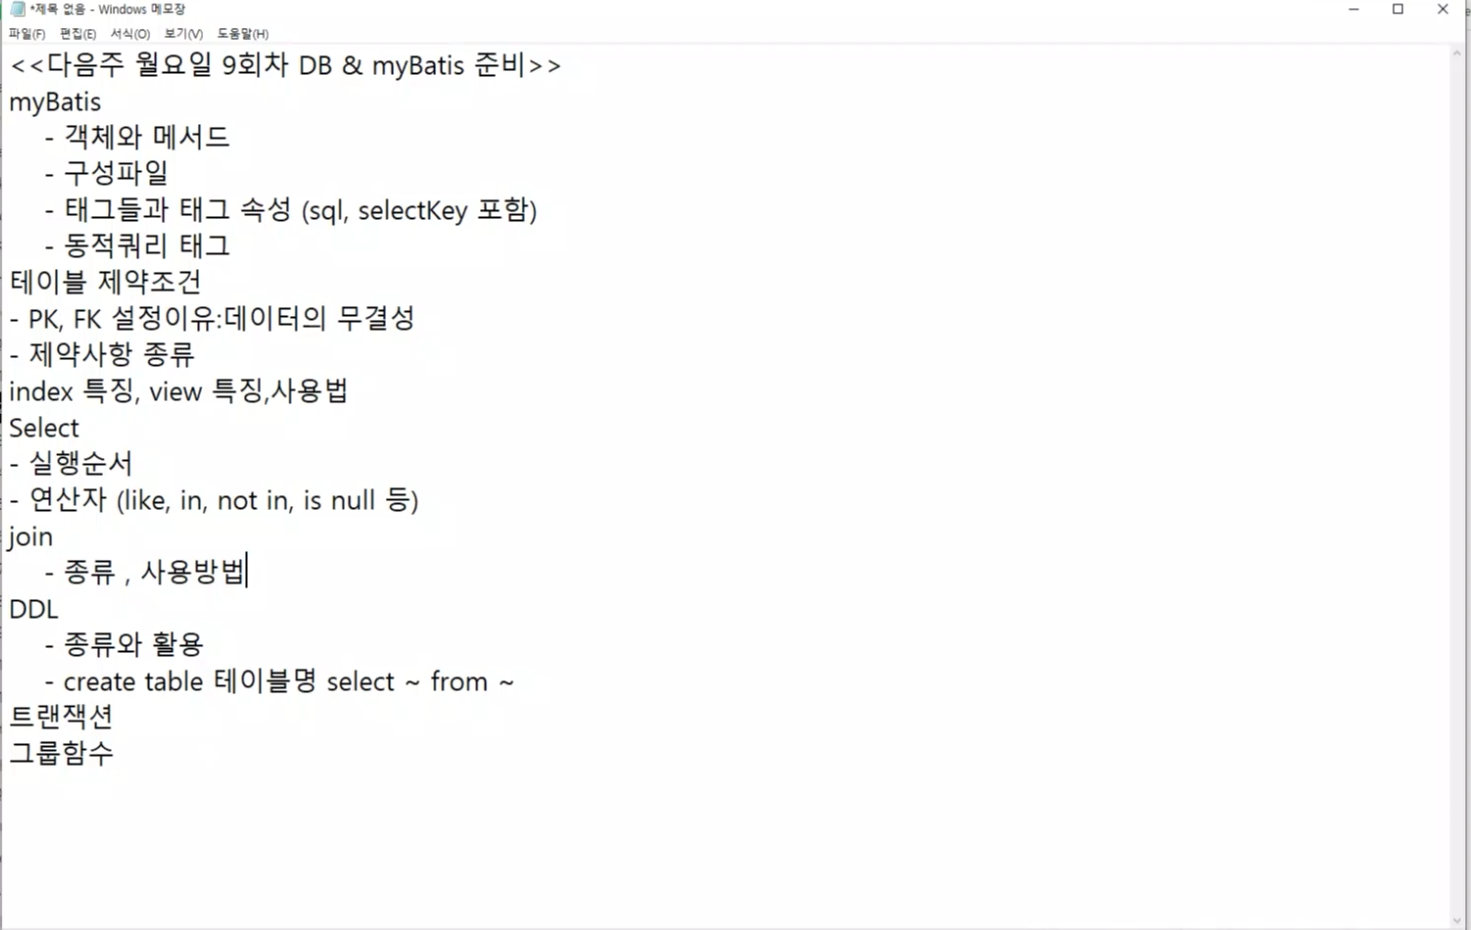 *제목 없음 - Windows 메모장
파일(F) 편집(E) 서식(O) 보기(V) 도움말(H)
<<다음주 월요일 9회차 DB & myBatis 준비>>
myBatis
- 객체와 메서드
- 구성파일
- 태그들과 태그 속성 (sql, selectKey 포함)
- 동적쿼리 태그
테이블 제약조건
- PK, FK 설정이유:데이터의 무결성
- 제약사항 종류
index 특징, view 특징,사용법
Select
- 실행순서
- 연산자 (like, in, not in, is null 등)
join
- 종류 , 사용방법
DDL
- 종류와 활용
- create table 테이블명 select ~ from ~
트랜잭션
그룹함수